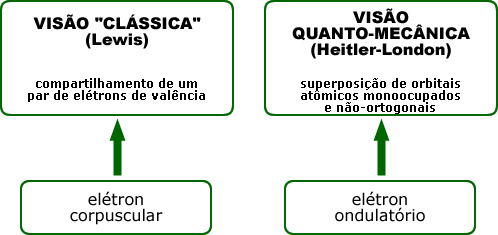 VISÃO "CLÁSSICA"
(Lewis)
compartilhamento de um
par de elétrons de valência
elétron
corpuscular
VISÃO
QUANTO-MECÂNICA
(Heitler-London)
superposição de orbitais
atômicos monoocupados
e não-ortogonais
elétron
ondulatório